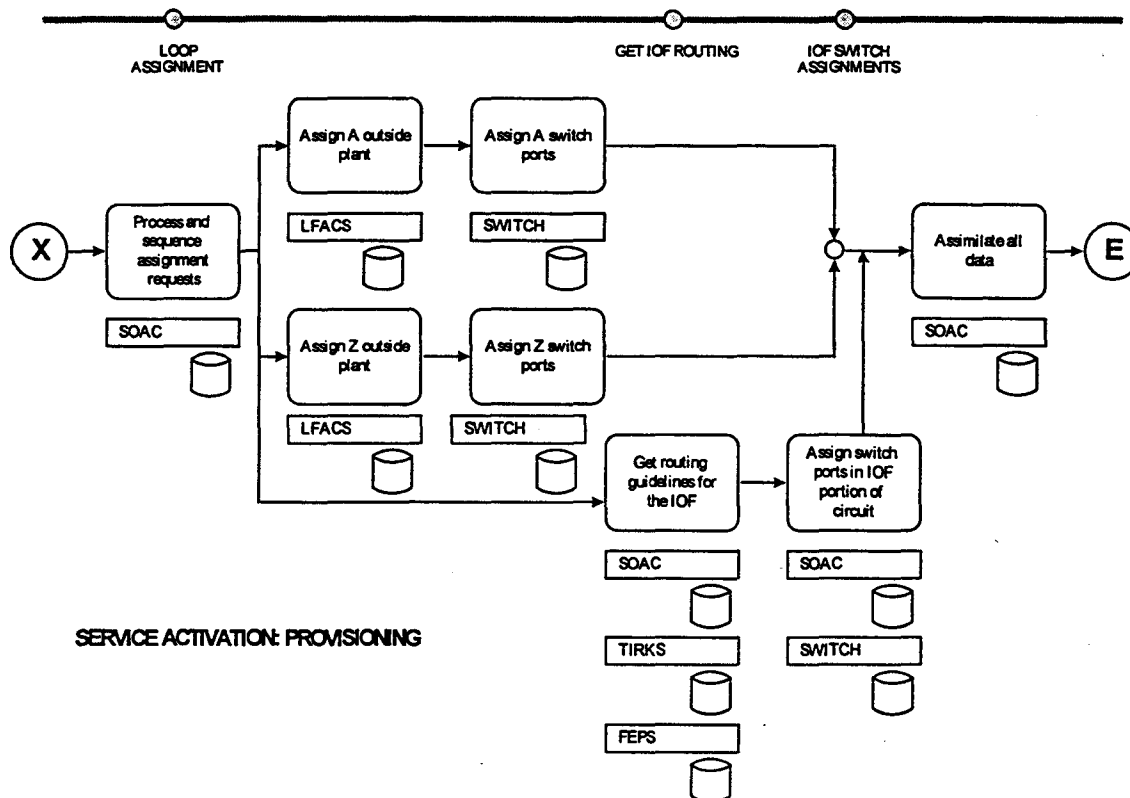 LOOP
ASSIGNMENT
GET IOF ROUTING
IOF SWITCH
ASSIGNMENTS
Assign A outside
plant
Assign A switch
ports
LFACS
SWITCH
X
Process and
sequence
assignment
requests
SOAC
Assimilate all
data
E
SOAC
Assign Z outside
plant
Assign Z switch
ports
LFACS
SWITCH
Get routing
guidelines for
the IOF
Assign switch
ports in IOF
portion of
circuit
SOAC
SOAC
TIRKS
SWITCH
FEPS
SERVICE ACTIVATION: PROVISIONING